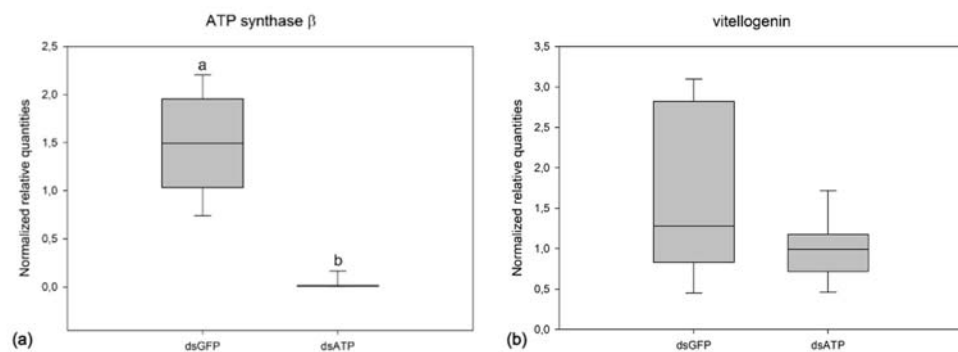 ATP synthase β
Normalized relative quantities
2,5
2,0
1,5
1,0
0,5
0,0
a
b
dsGFP
dsATP
(a)
vitellogenin
Normalized relative quantities
3,5
3,0
2,5
2,0
1,5
1,0
0,5
0,0
dsGFP
dsATP
(b)